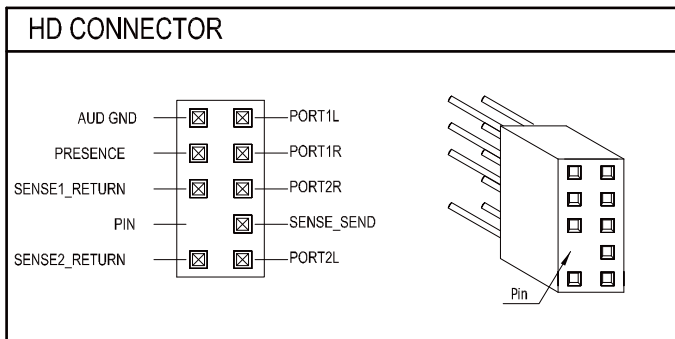 HD CONNECTOR
AUD GND PORT1L
PRESENCE PORT1R
SENSE1_RETURN PORT2R
PIN SENSE_SEND
SENSE2_RETURN PORT2L
Pin